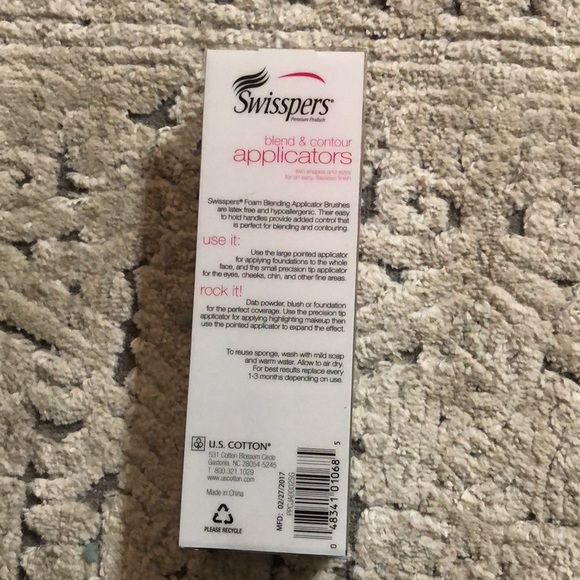 Swisspers®
Premium Products
blend & contour
applicators
two shapes and sizes
for an easy, flawless finish
Swisspers® Foam Blending Applicator Brushes
are latex free and hypoallergenic. Their easy
to hold handles provide added control that
is perfect for blending and contouring.
use it:
Use the large pointed applicator
for applying foundations to the whole
face, and the small precision tip applicator
for the eyes, cheeks, chin, and other fine areas.
rock it!
Dab powder, blush or foundation
for the perfect coverage. Use the precision tip
applicator for applying highlighting makeup then
use the pointed applicator to expand the effect.
To reuse sponge, wash with mild soap
and warm water. Allow to air dry.
For best results replace every
1-3 months depending on use.
U.S. COTTON®
531 Cotton Blossom Circle
Gastonia, NC 28054-5245
1 800.321.1029
www.uscotton.com
Made in China
PLEASE RECYCLE
MFD: 02/27/2017
PPCJA0002SG
0 48341 01068 5